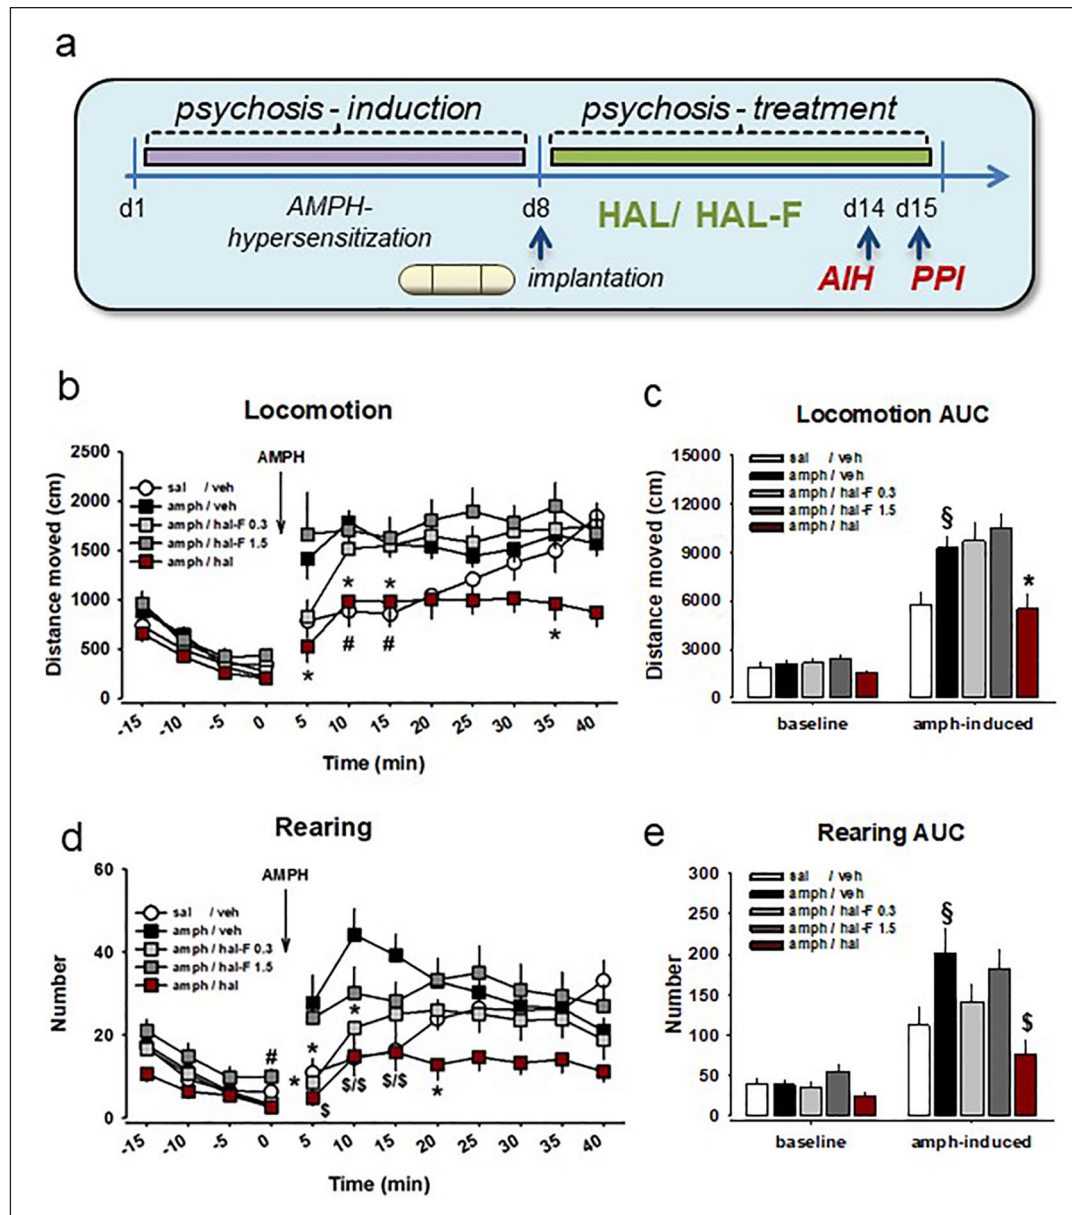 a
psychosis - induction
psychosis - treatment
d1
AMPH-
hypersensitization
d8
HAL/ HAL-F
d14
d15
implantation
AIH
PPI
b
Locomotion
AMPH
sal / veh
amph / veh
amph / hal-F 0.3
amph / hal-F 1.5
amph / hal
Distance moved (cm)
2500
2000
1500
1000
500
0
* *
# #
* *
-15 -10 -5 0 5 10 15 20 25 30 35 40
Time (min)
c
Locomotion AUC
sal / veh
amph / veh
amph / hal-F 0.3
amph / hal-F 1.5
amph / hal
Distance moved (cm)
15000
12000
9000
6000
3000
0
§
*
baseline amph-induced
d
Rearing
AMPH
sal / veh
amph / veh
amph / hal-F 0.3
amph / hal-F 1.5
amph / hal
Number
60
40
20
0
#
*
*
*
$
$/$ $/$
*
-15 -10 -5 0 5 10 15 20 25 30 35 40
Time (min)
e
Rearing AUC
sal / veh
amph / veh
amph / hal-F 0.3
amph / hal-F 1.5
amph / hal
Number
300
250
200
150
100
50
0
§
$
baseline amph-induced